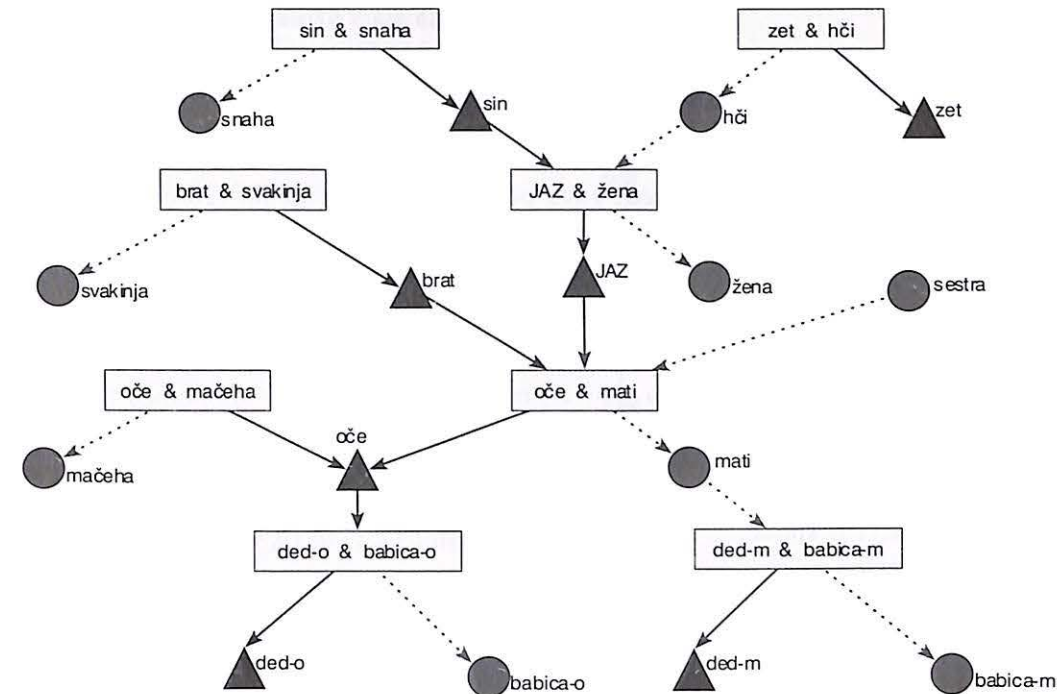 sin & snaha
zet & hči
snaha
sin
hči
zet
brat & svakinja
JAZ & žena
svakinja
brat
JAZ
žena
sestra
oče & mačeha
oče & mati
mačeha
oče
mati
ded-o & babica-o
ded-m & babica-m
ded-o
babica-o
ded-m
babica-m